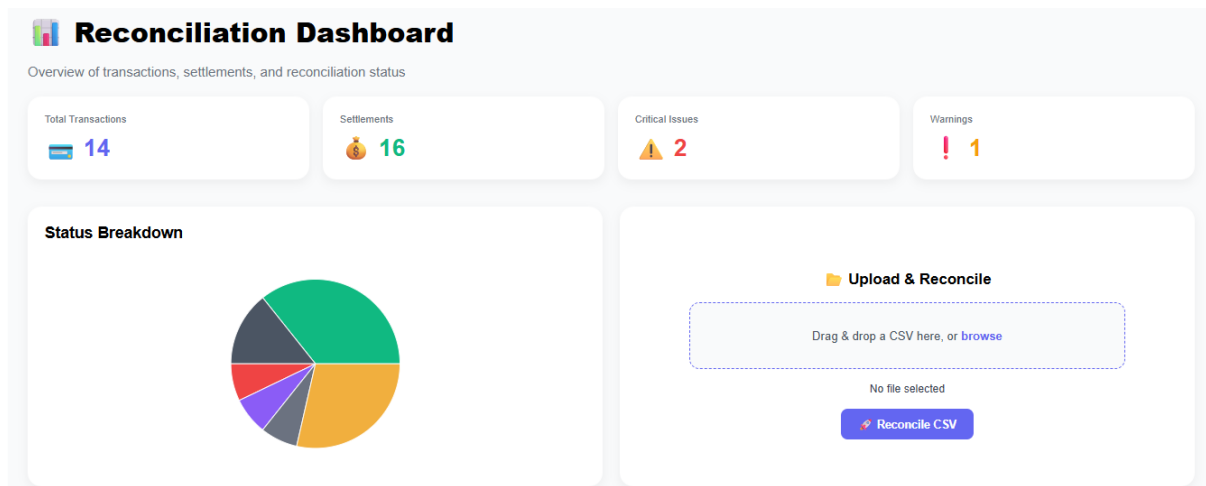 Reconciliation Dashboard
Overview of transactions, settlements, and reconciliation status
Total Transactions
14
Settlements
16
Critical Issues
2
Warnings
1
Status Breakdown
Upload & Reconcile
Drag & drop a CSV here, or browse
No file selected
Reconcile CSV